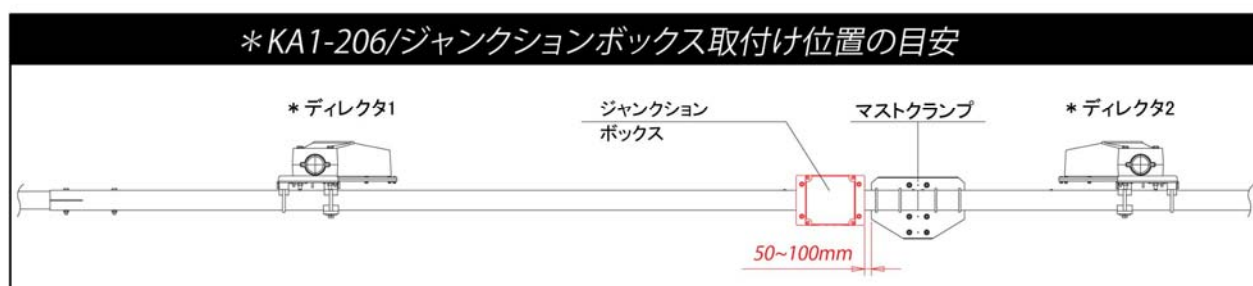 *KA1-206/ジャンクションボックス取付け位置の目安
* ディレクタ1
ジャンクション
ボックス
マストクランプ
* ディレクタ2
50~100mm